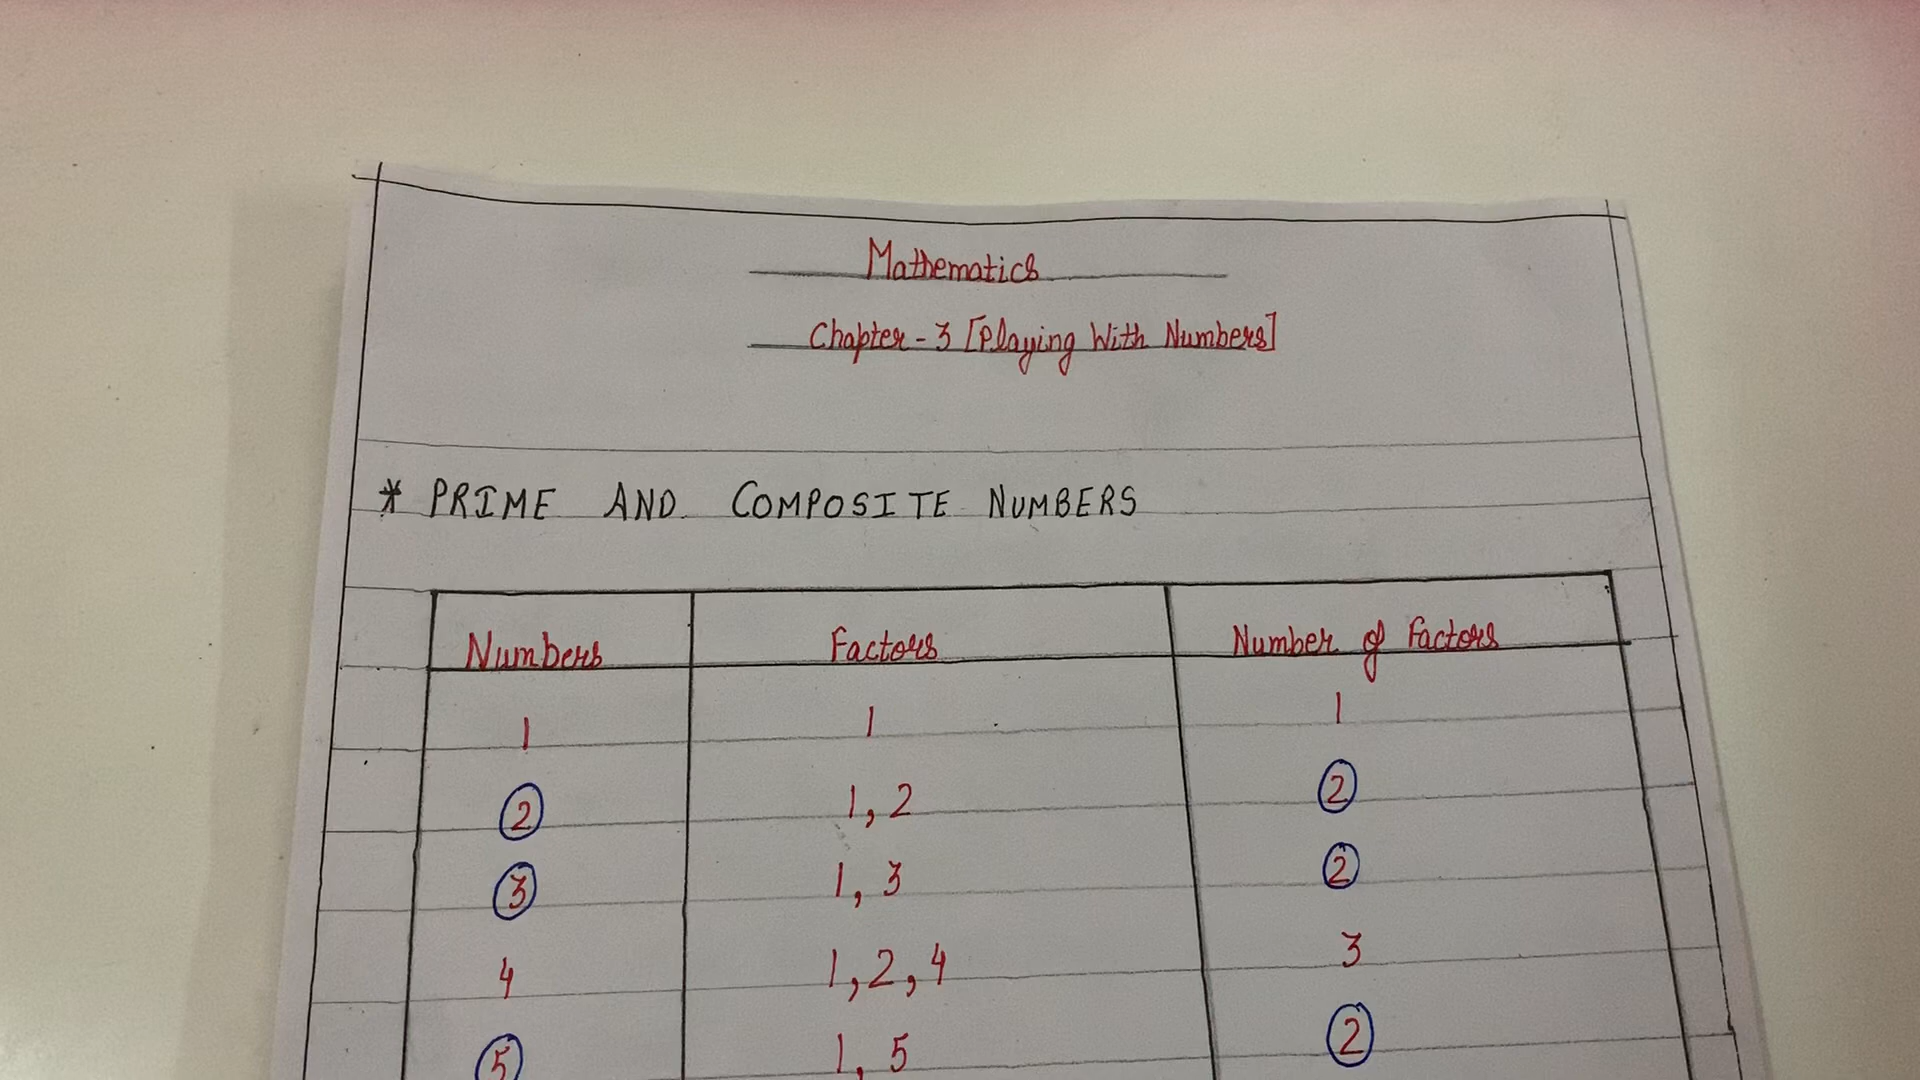 Mathematics
Chapter - 3 [Playing With Numbers]
* PRIME AND COMPOSITE NUMBERS
Numbers Factors Number of Factors
1 1 1
2 1, 2 2
3 1, 3 2
4 1, 2, 4 3
5 1, 5 2